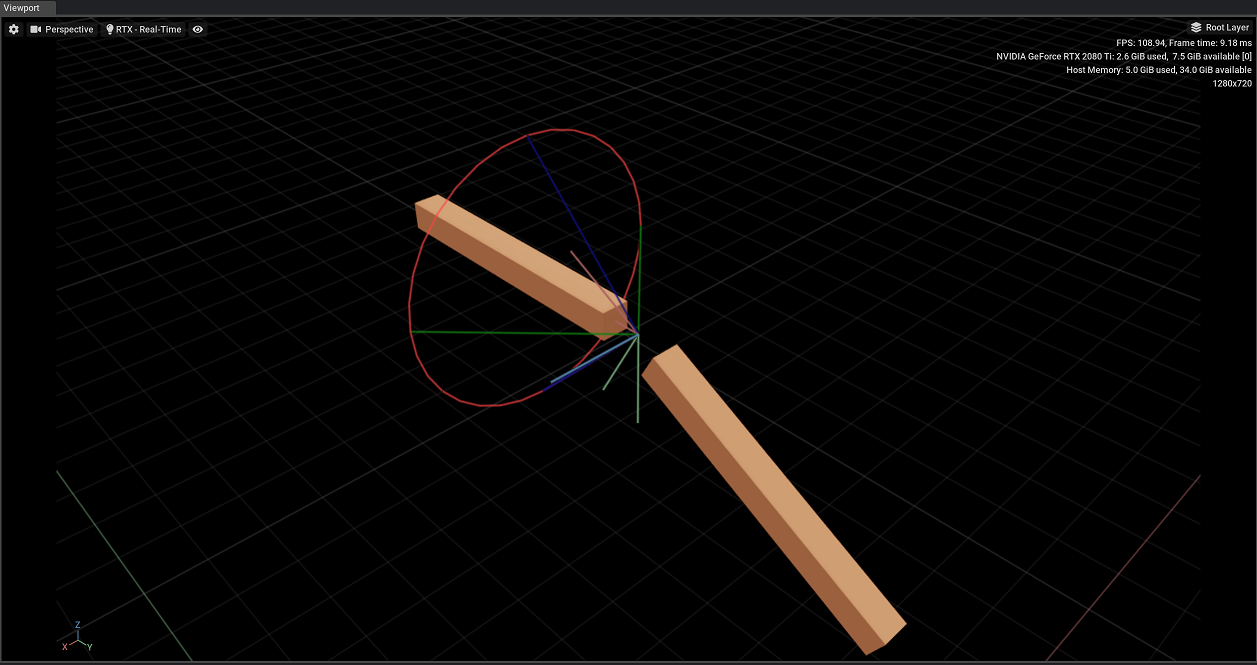 Viewport
Perspective
RTX - Real-Time
Root Layer
FPS: 108.94, Frame time: 9.18 ms
NVIDIA GeForce RTX 2080 Ti: 2.6 GiB used, 7.5 GiB available [0]
Host Memory: 5.0 GiB used, 34.0 GiB available
1280x720
Z
X Y